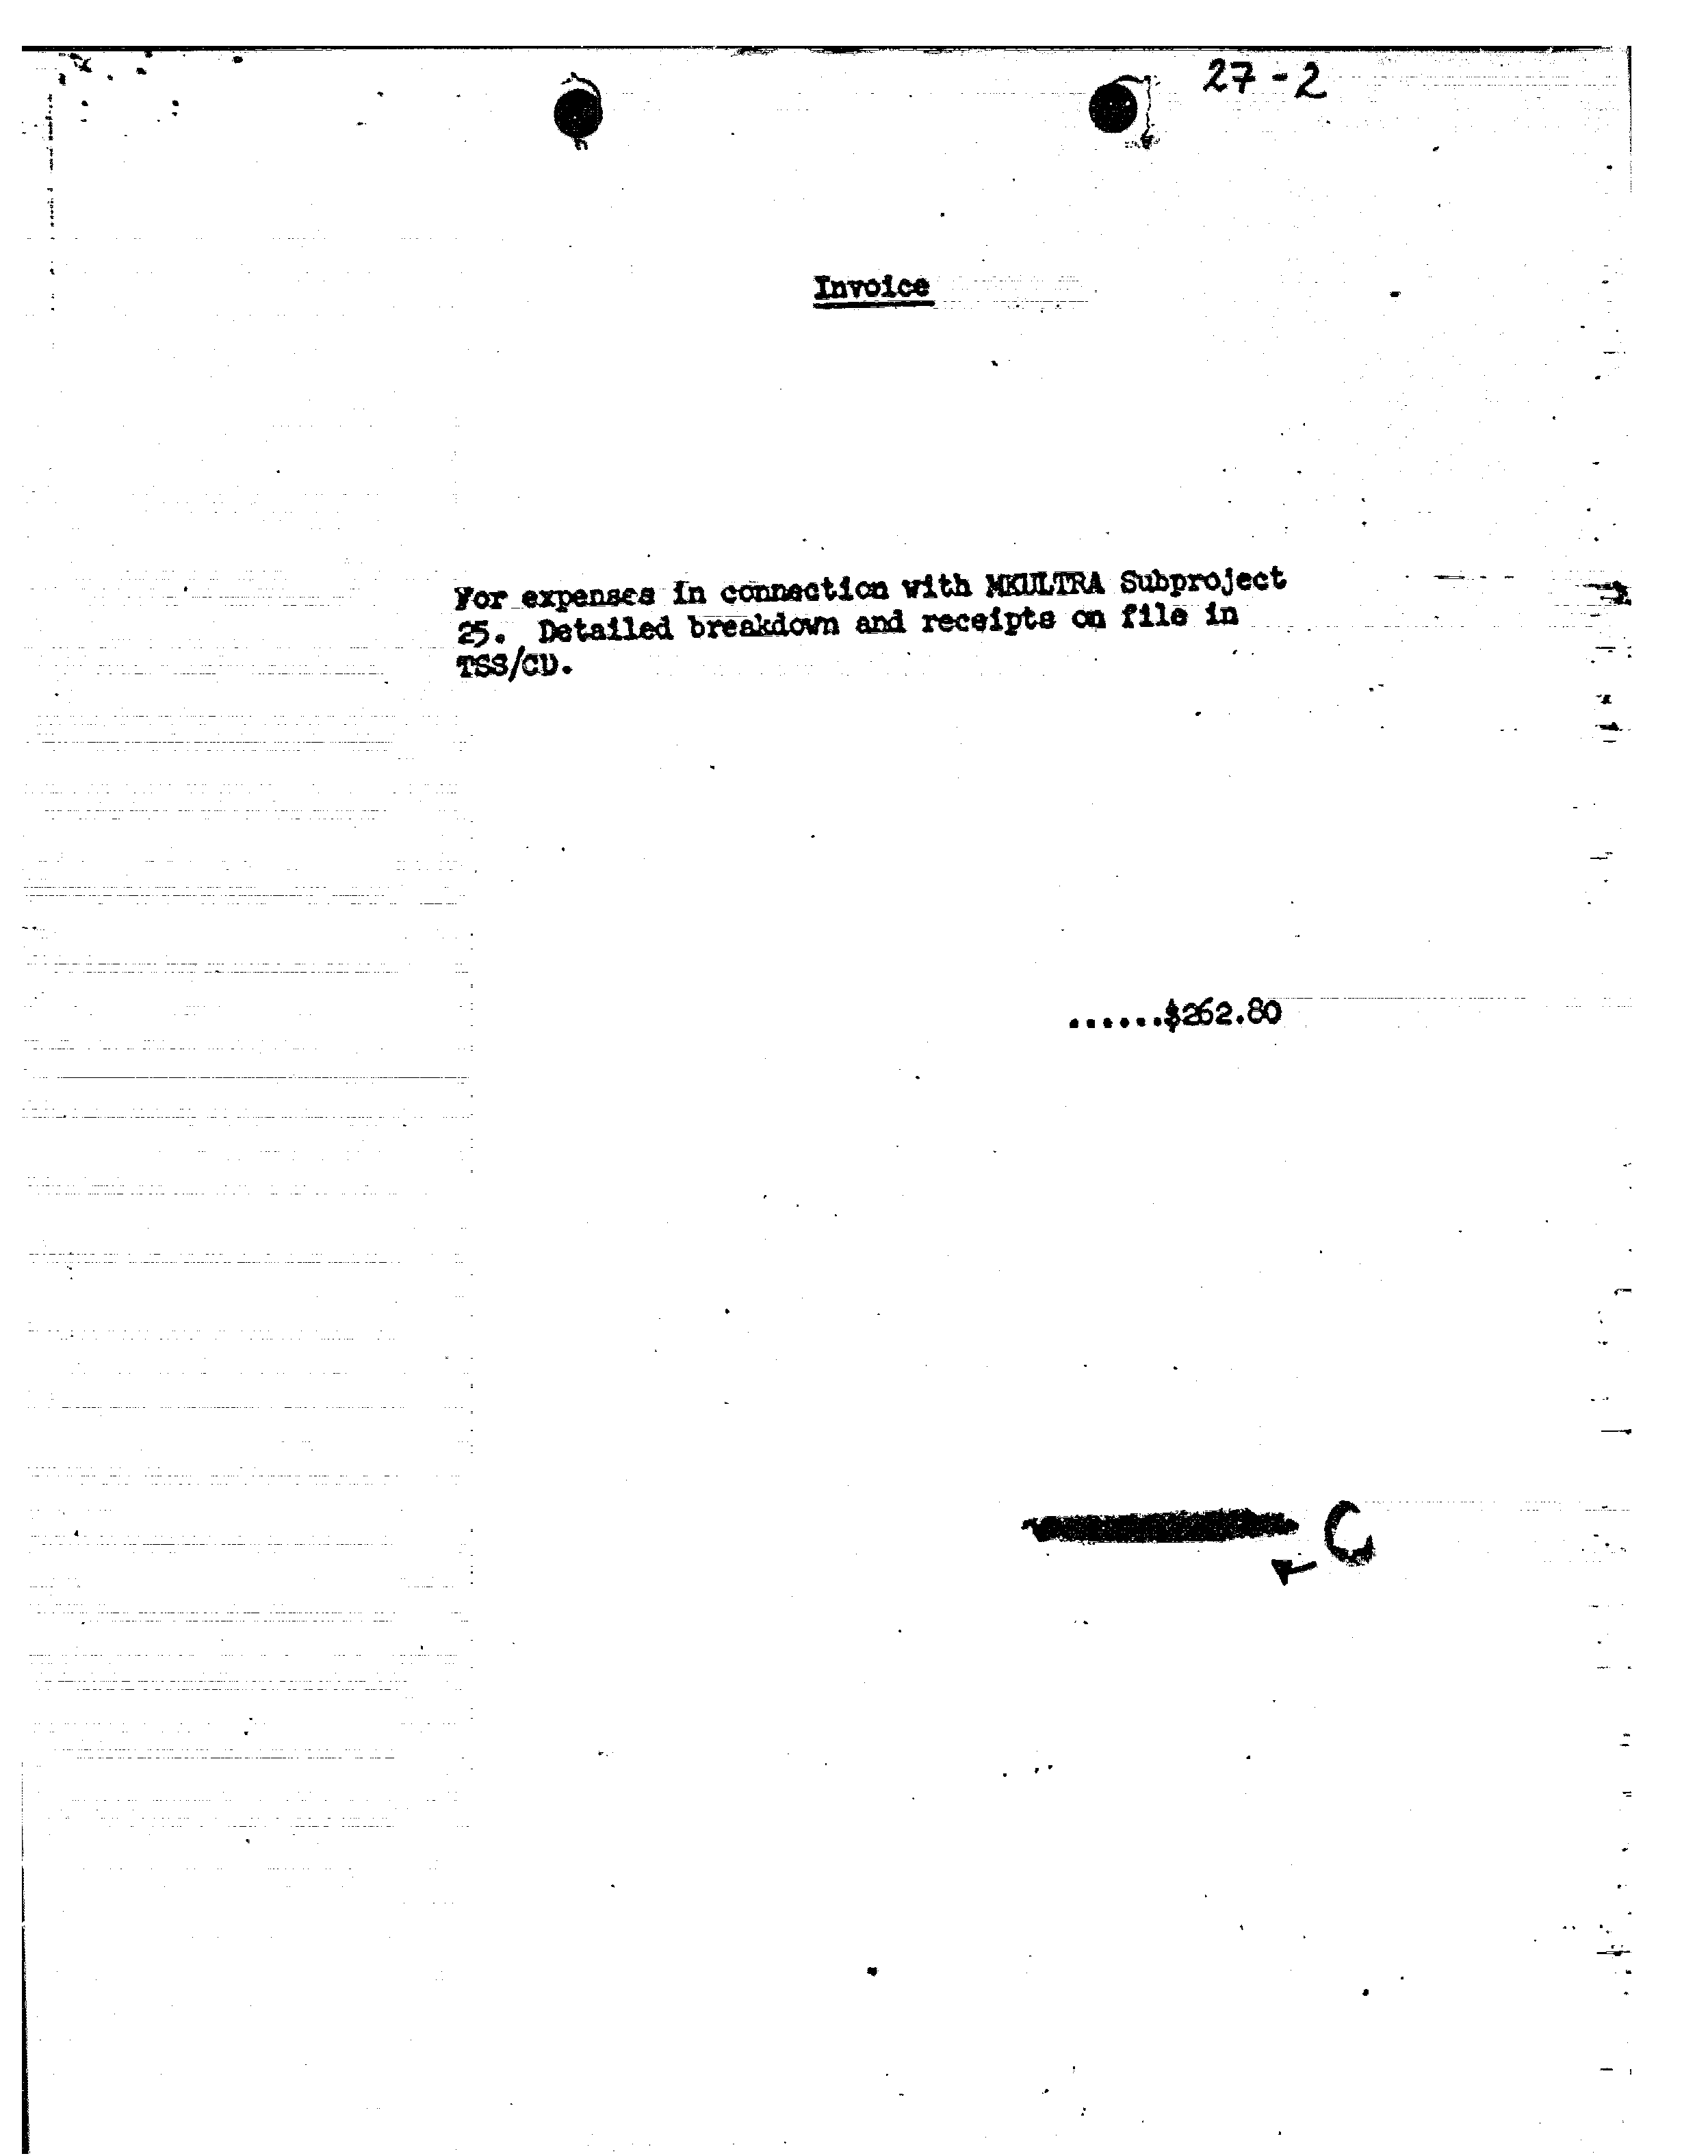 27-2
Invoice
For expenses in connection with MKULTRA Subproject
25. Detailed breakdown and receipts on file in
TSS/CD.
......$262.80
C